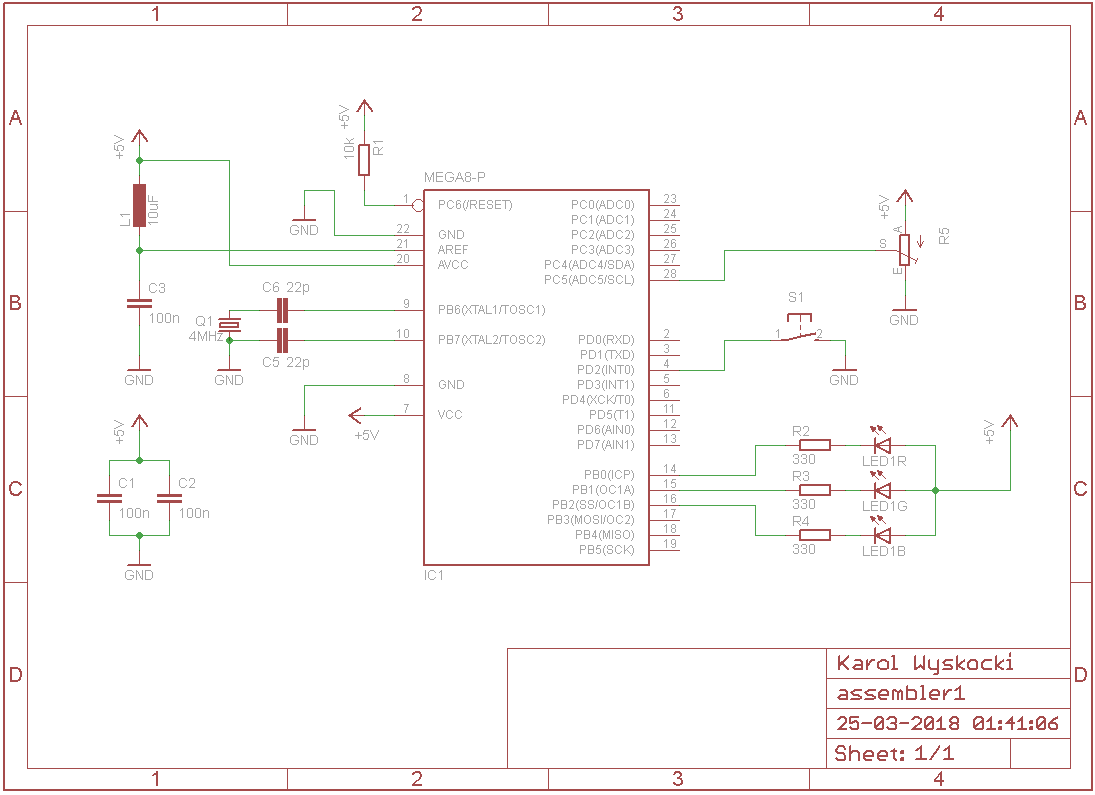 1 2 3 4
A A
+5V
10k
R1
+5V
L1
10uF
MEGA8-P
1 PC6(/RESET) PC0(ADC0) 23
PC1(ADC1) 24
22 GND PC2(ADC2) 25
21 AREF PC3(ADC3) 26
20 AVCC PC4(ADC4/SDA) 27
PC5(ADC5/SCL) 28
GND
+5V
A
S
E
R5
GND
B B
C3
100n
GND
C6 22p
Q1
4MHz
C5 22p
GND
9 PB6(XTAL1/TOSC1)
10 PB7(XTAL2/TOSC2) PD0(RXD) 2
PD1(TXD) 3
PD2(INT0) 4
8 GND PD3(INT1) 5
PD4(XCK/T0) 6
7 VCC PD5(T1) 11
PD6(AIN0) 12
PD7(AIN1) 13
S1
1 2
GND
GND
+5V
PB0(ICP) 14
PB1(OC1A) 15
PB2(SS/OC1B) 16
PB3(MOSI/OC2) 17
PB4(MISO) 18
PB5(SCK) 19
IC1
R2
330
LED1R
R3
330
LED1G
R4
330
LED1B
+5V
C C
+5V
C1
100n
C2
100n
GND
D D
Karol Wyskocki
assembler1
25-03-2018 01:41:06
Sheet: 1/1
1 2 3 4